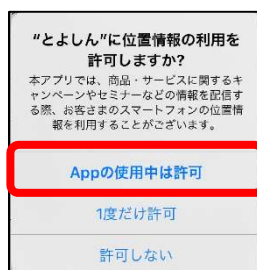 “とよしん”に位置情報の利用を
許可しますか?
本アプリでは、商品・サービスに関するキ
ャンペーンやセミナーなどの情報を配信す
る際、お客さまのスマートフォンの位置情
報を利用することがございます。
Appの使用中は許可
1度だけ許可
許可しない